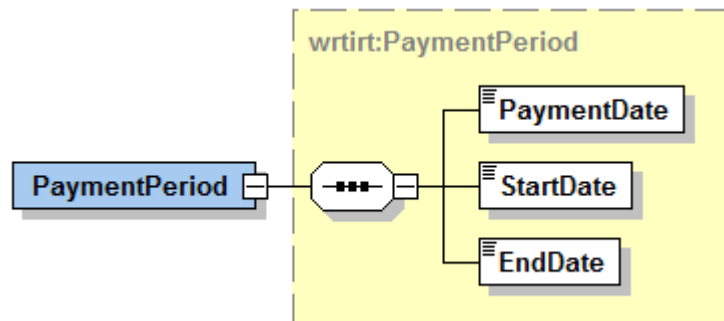 wrtirt:PaymentPeriod
PaymentDate
PaymentPeriod
StartDate
EndDate